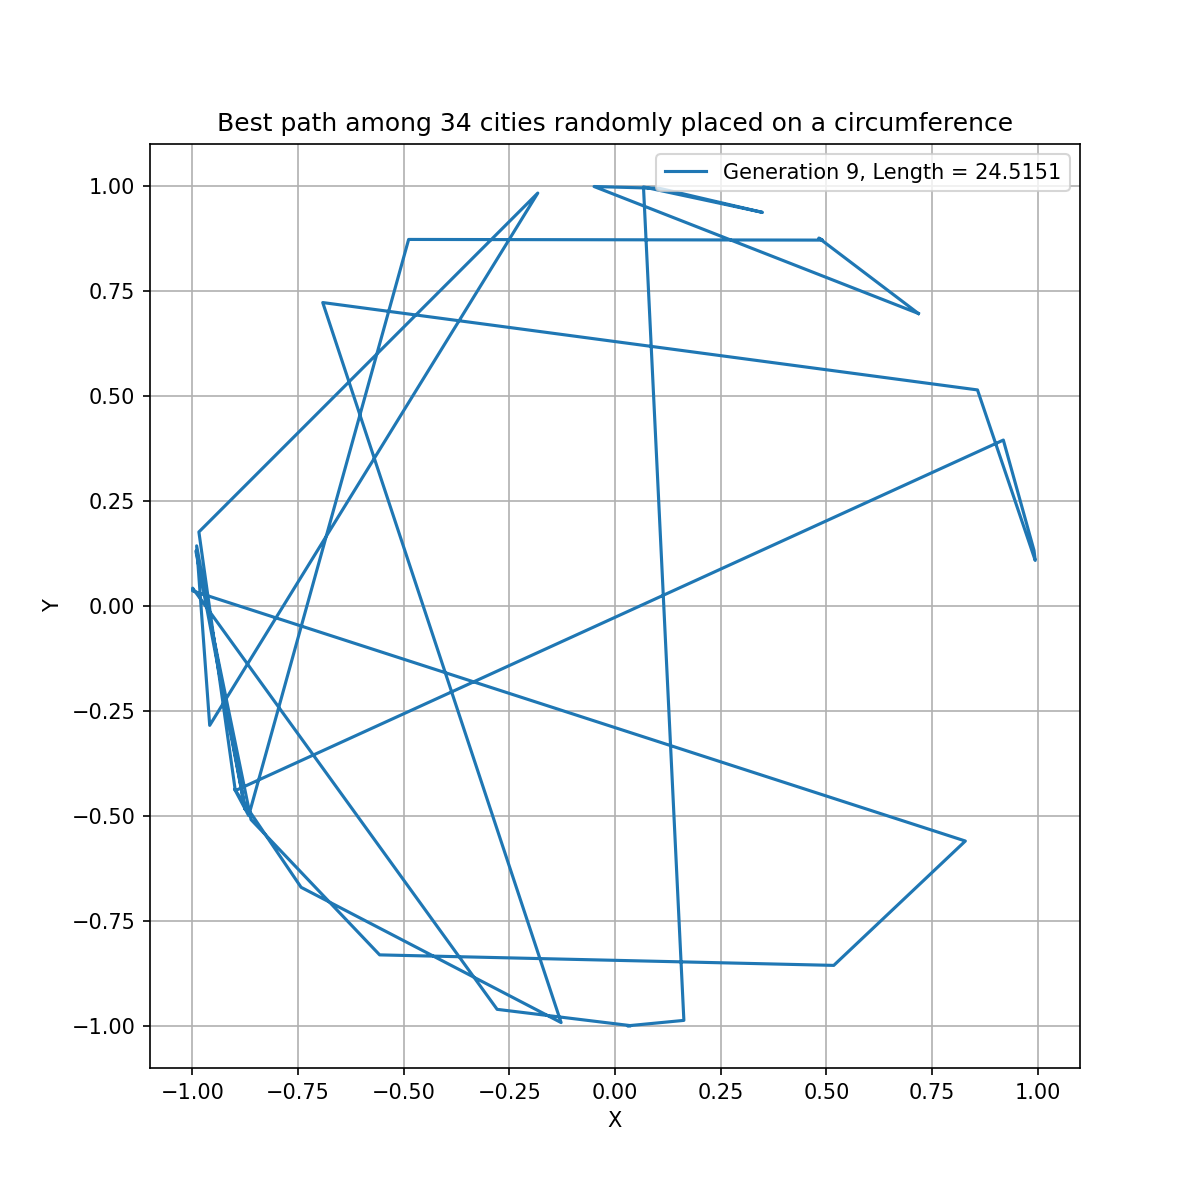 Best path among 34 cities randomly placed on a circumference
Generation 9, Length = 24.5151
1.00
0.75
0.50
0.25
0.00
−0.25
−0.50
−0.75
−1.00
Y
−1.00 −0.75 −0.50 −0.25 0.00 0.25 0.50 0.75 1.00
X